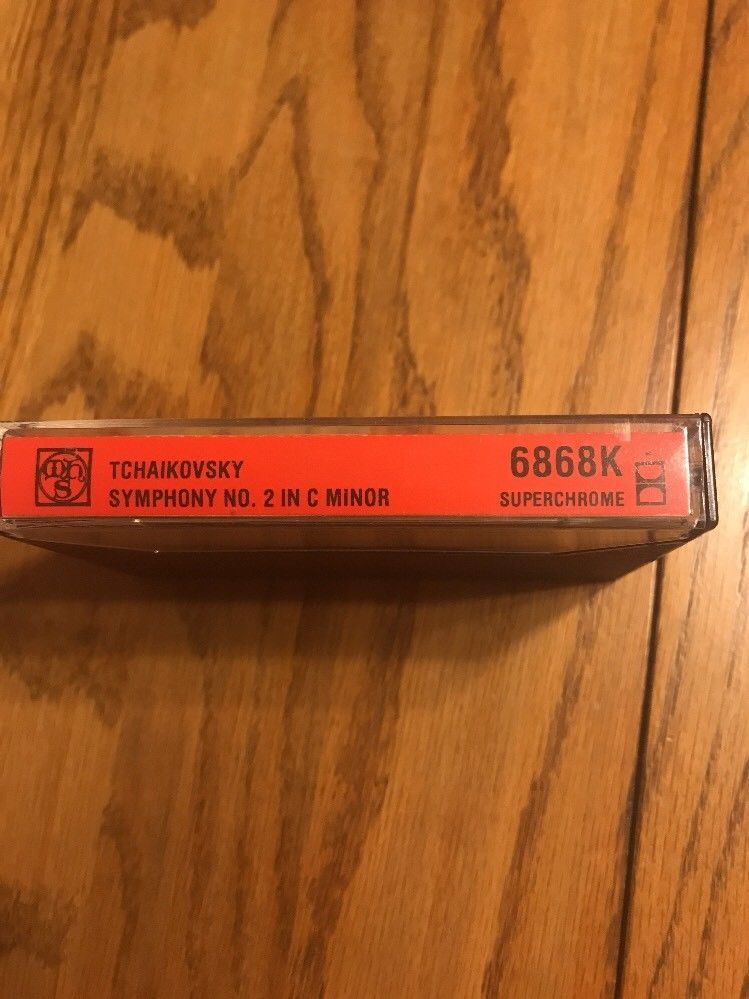 TCHAIKOVSKY
SYMPHONY NO. 2 IN C MINOR
6868K
SUPERCHROME